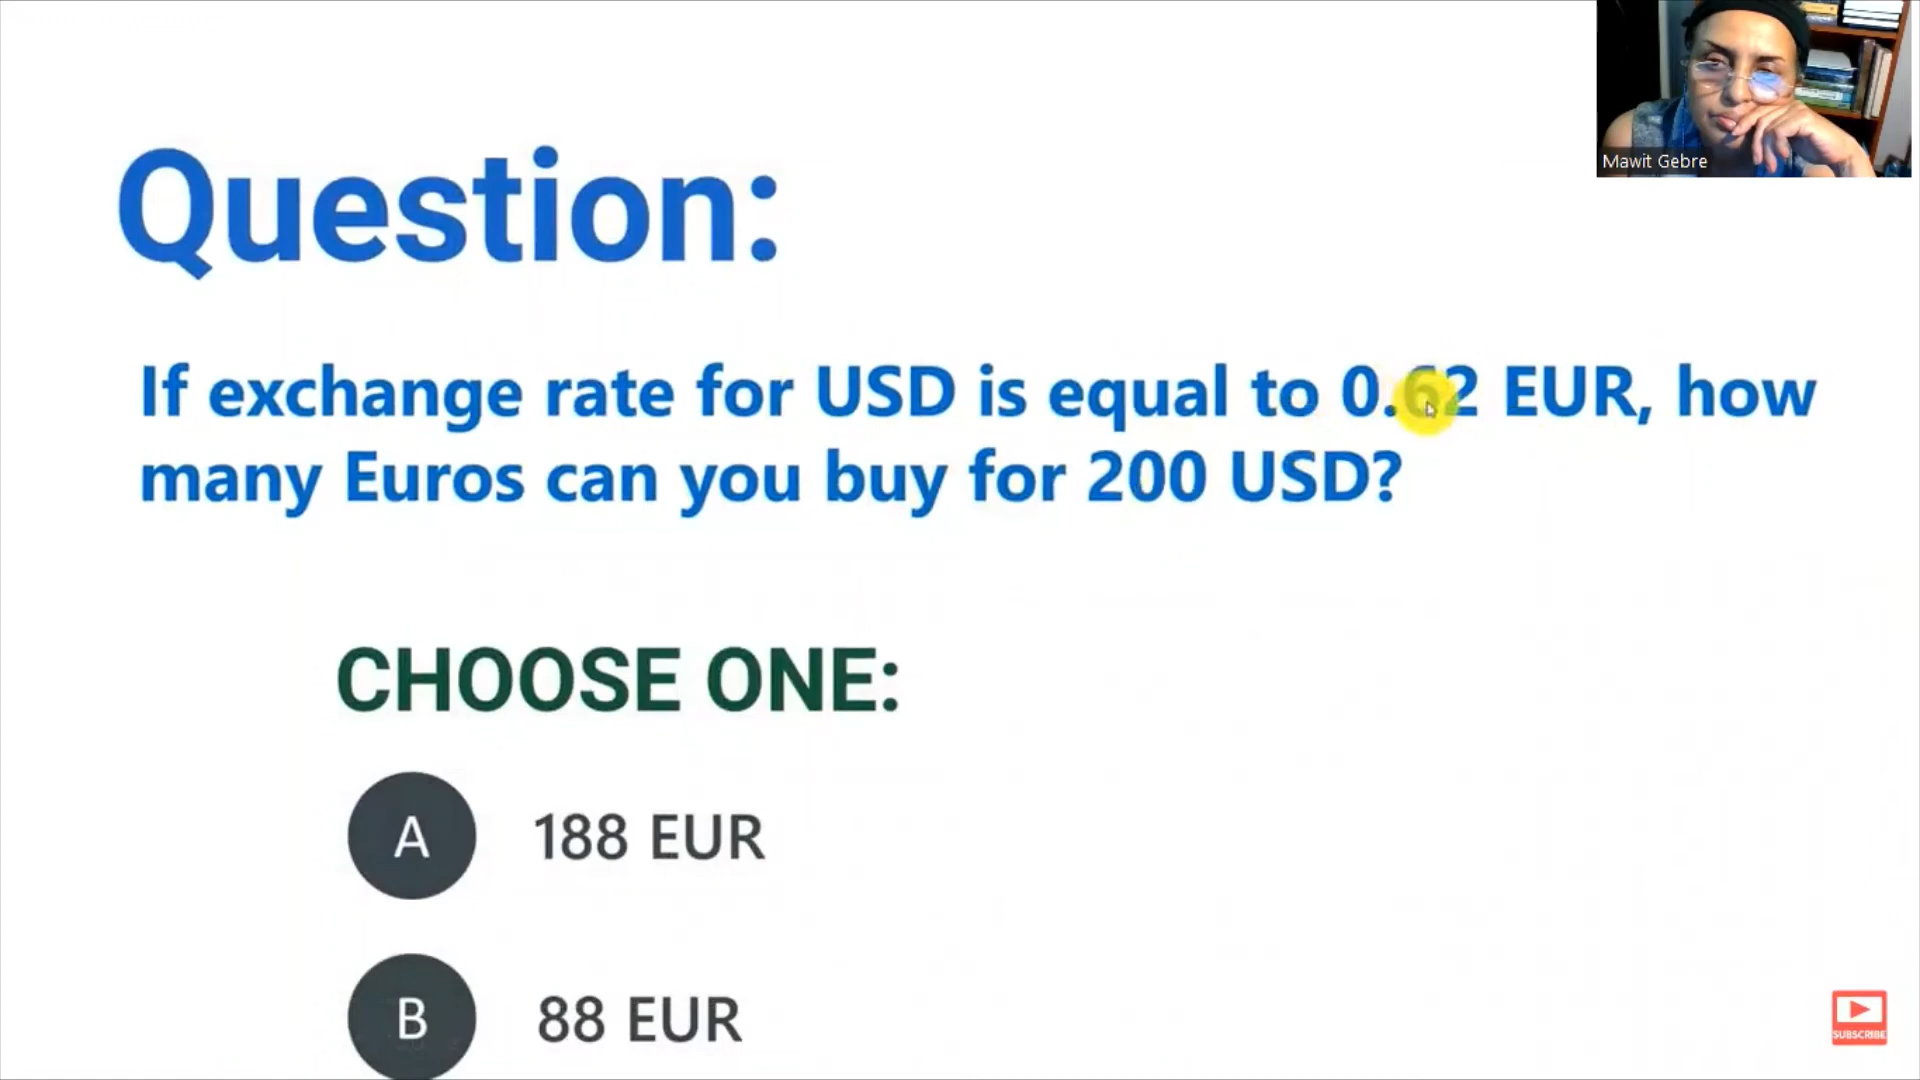 Mawit Gebre
Question:
If exchange rate for USD is equal to 0.62 EUR, how
many Euros can you buy for 200 USD?
CHOOSE ONE:
A 188 EUR
B 88 EUR
SUBSCRIBE